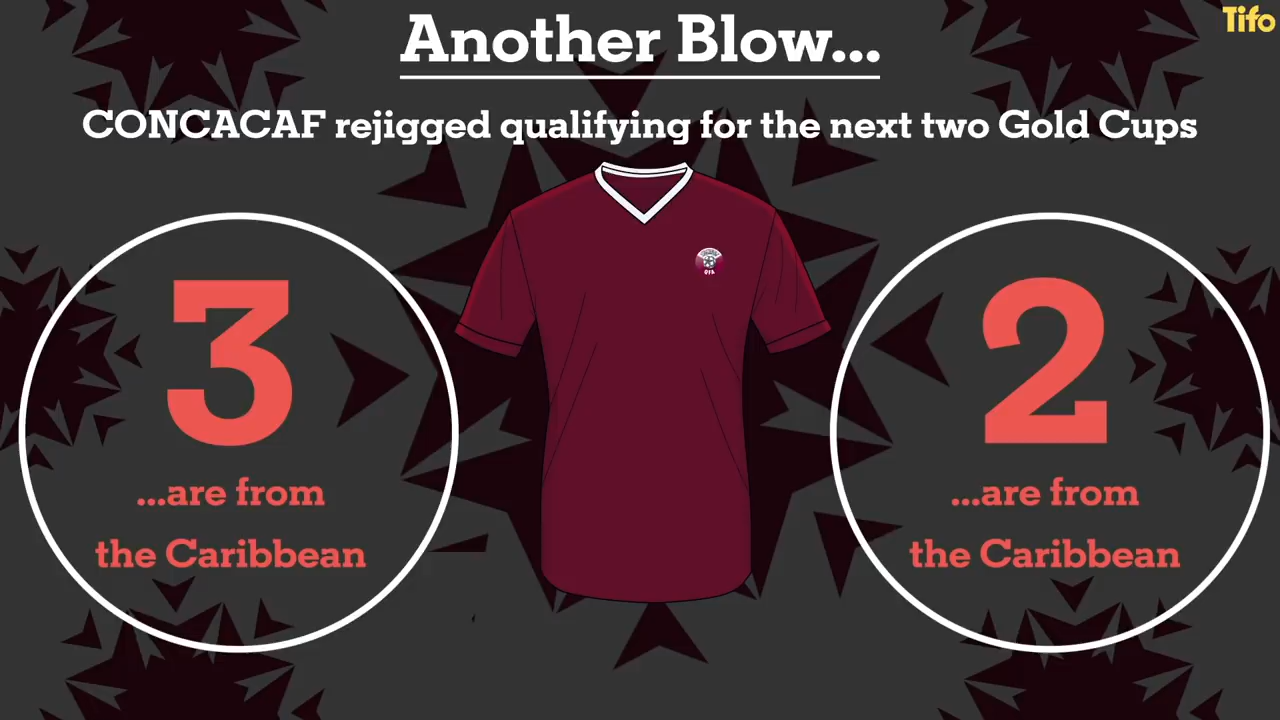 Tifo
Another Blow...
CONCACAF rejigged qualifying for the next two Gold Cups
3
...are from
the Caribbean
QFA
2
...are from
the Caribbean